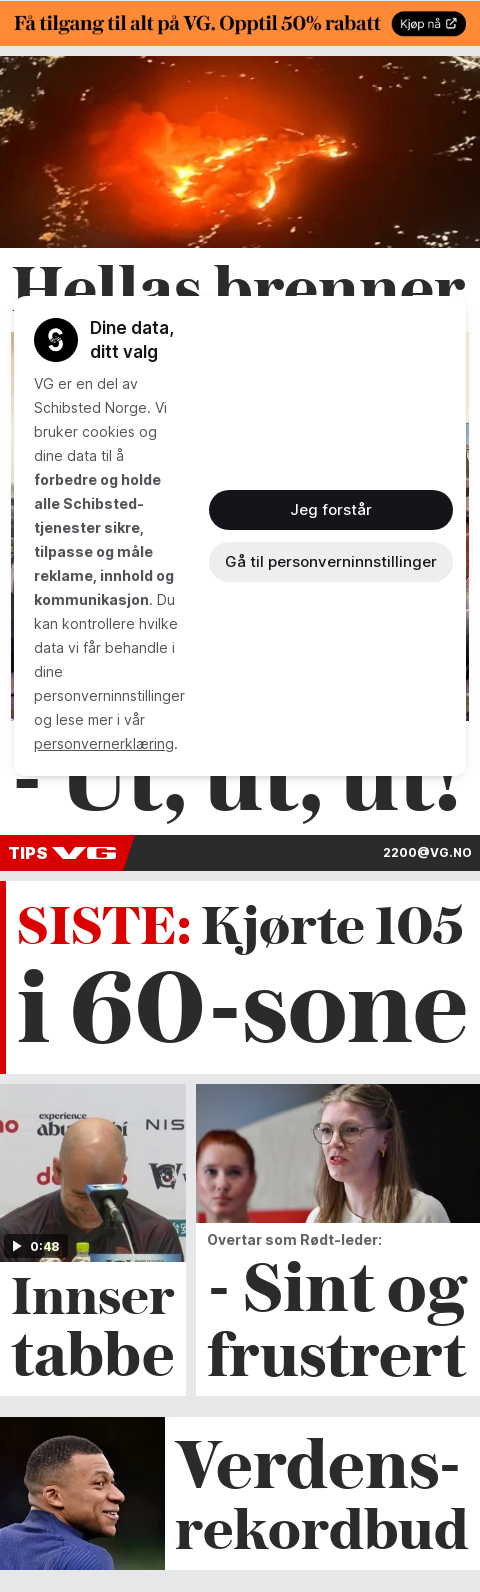 Få tilgang til alt på VG. Opptil 50% rabatt
Kjøp nå
Hellas brenner
Dine data,
ditt valg
VG er en del av
Schibsted Norge. Vi
bruker cookies og
dine data til å
forbedre og holde
alle Schibsted-
tjenester sikre,
tilpasse og måle
reklame, innhold og
kommunikasjon. Du
kan kontrollere hvilke
data vi får behandle i
dine
personverninnstillinger
og lese mer i vår
personvernerklæring.
Jeg forstår
Gå til personverninnstillinger
- Ut, ut, ut!
TIPS VG
2200@VG.NO
SISTE: Kjørte 105
i 60-sone
experience
0:48
Innser
tabbe
Overtar som Rødt-leder:
- Sint og
frustrert
Verdens-
rekordbud